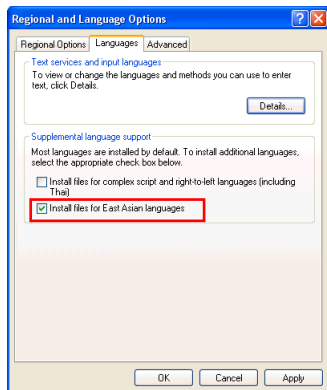 Regional and Language Options
Regional Options Languages Advanced
Text services and input languages
To view or change the languages and methods you can use to enter
text, click Details.
Details...
Supplemental language support
Most languages are installed by default. To install additional languages,
select the appropriate check box below.
Install files for complex script and right-to-left languages (including
Thai)
Install files for East Asian languages
OK Cancel Apply